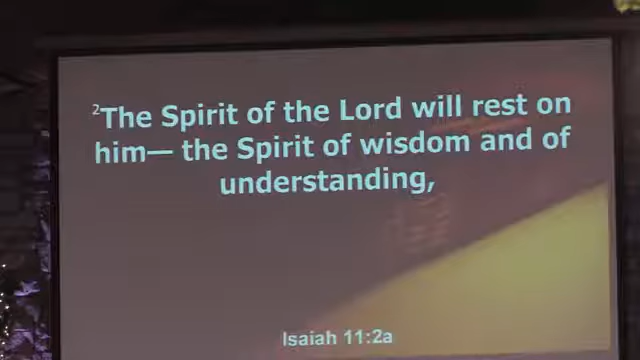 2The Spirit of the Lord will rest on
him— the Spirit of wisdom and of
understanding,
Isaiah 11:2a